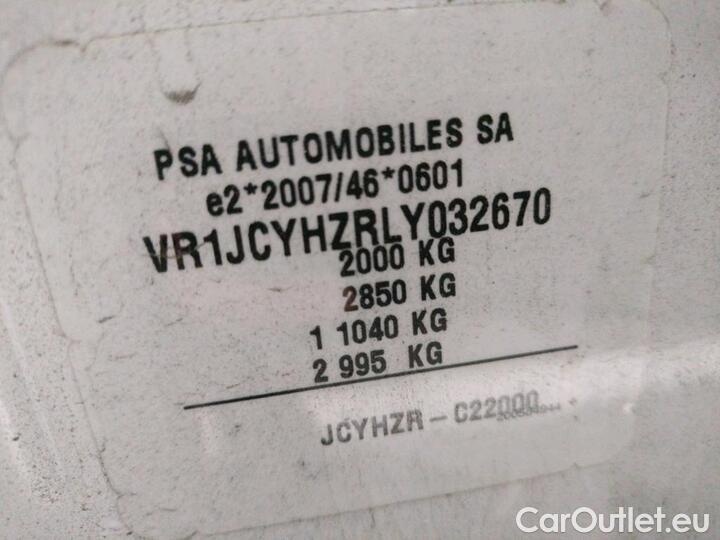 PSA AUTOMOBILES SA
e2*2007/46*0601
VR1JCYHZRLY032670
2000 KG
2850 KG
1 1040 KG
2 995 KG
JCYHZR - C22000
CarOutlet.eu